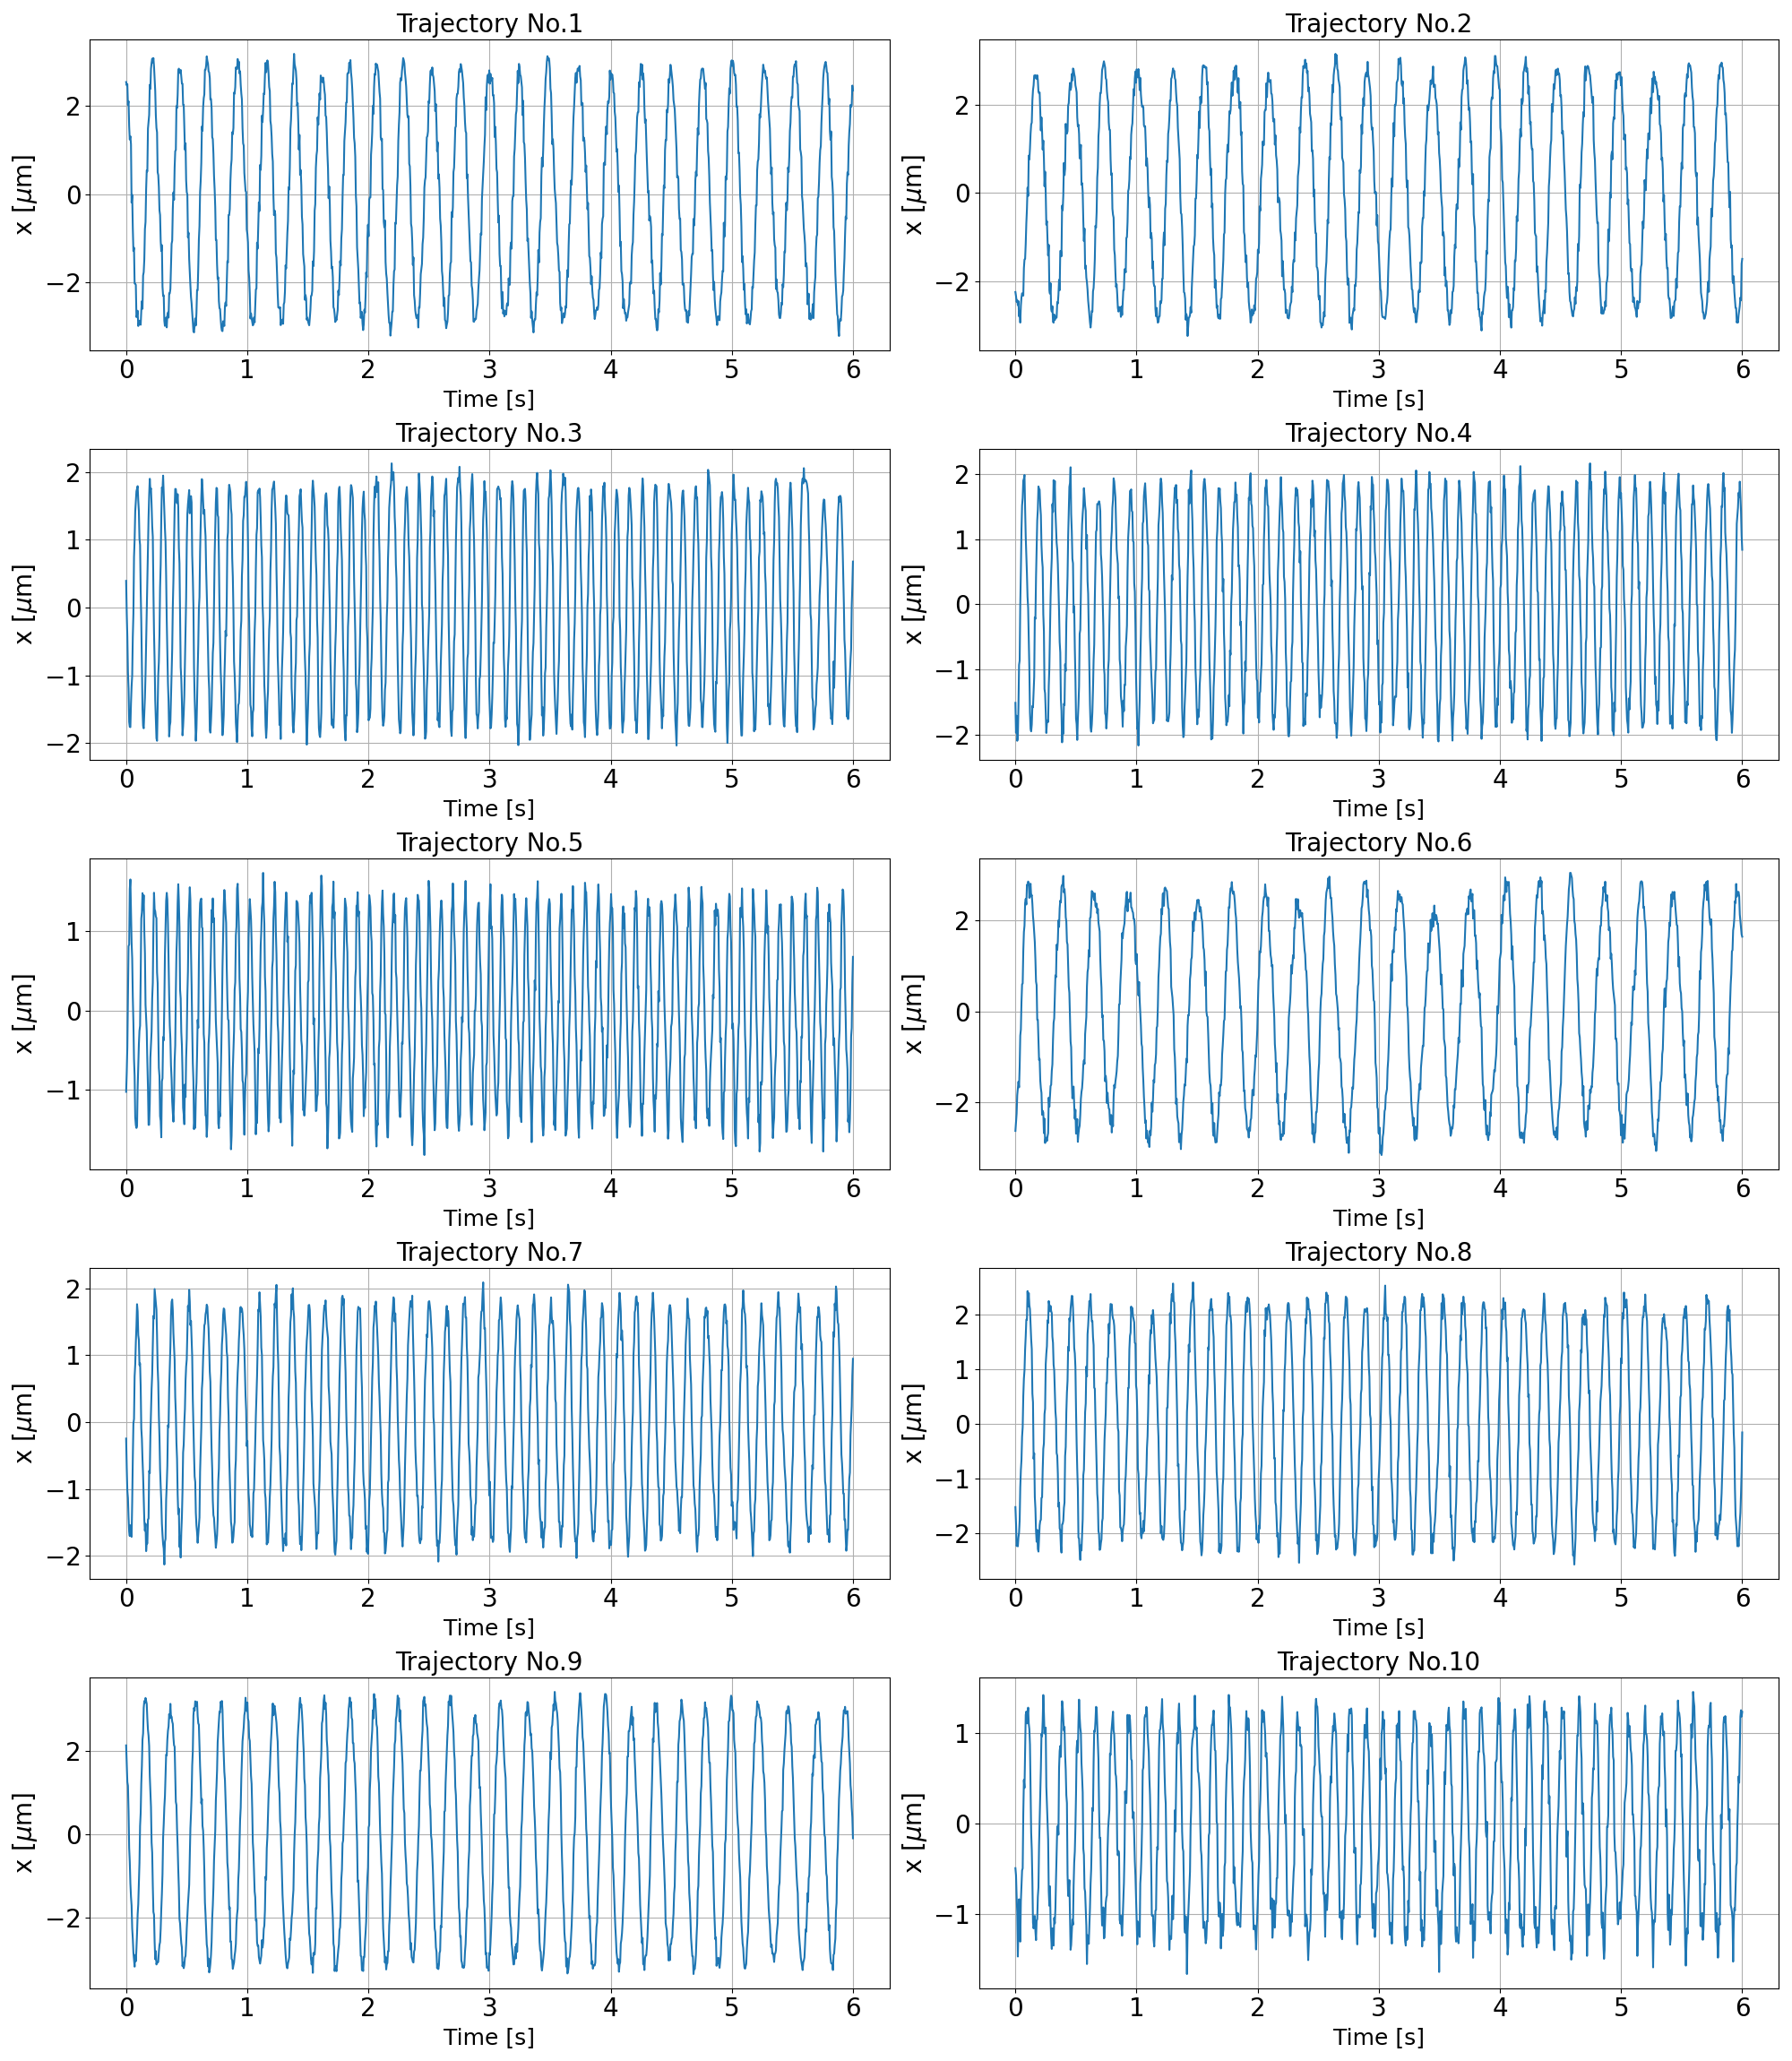 Trajectory No.1
x [μm]
2
0
−2
0 1 2 3 4 5 6
Time [s]
Trajectory No.2
x [μm]
2
0
−2
0 1 2 3 4 5 6
Time [s]
Trajectory No.3
x [μm]
2
1
0
−1
−2
0 1 2 3 4 5 6
Time [s]
Trajectory No.4
x [μm]
2
1
0
−1
−2
0 1 2 3 4 5 6
Time [s]
Trajectory No.5
x [μm]
1
0
−1
0 1 2 3 4 5 6
Time [s]
Trajectory No.6
x [μm]
2
0
−2
0 1 2 3 4 5 6
Time [s]
Trajectory No.7
x [μm]
2
1
0
−1
−2
0 1 2 3 4 5 6
Time [s]
Trajectory No.8
x [μm]
2
1
0
−1
−2
0 1 2 3 4 5 6
Time [s]
Trajectory No.9
x [μm]
2
0
−2
0 1 2 3 4 5 6
Time [s]
Trajectory No.10
x [μm]
1
0
−1
0 1 2 3 4 5 6
Time [s]